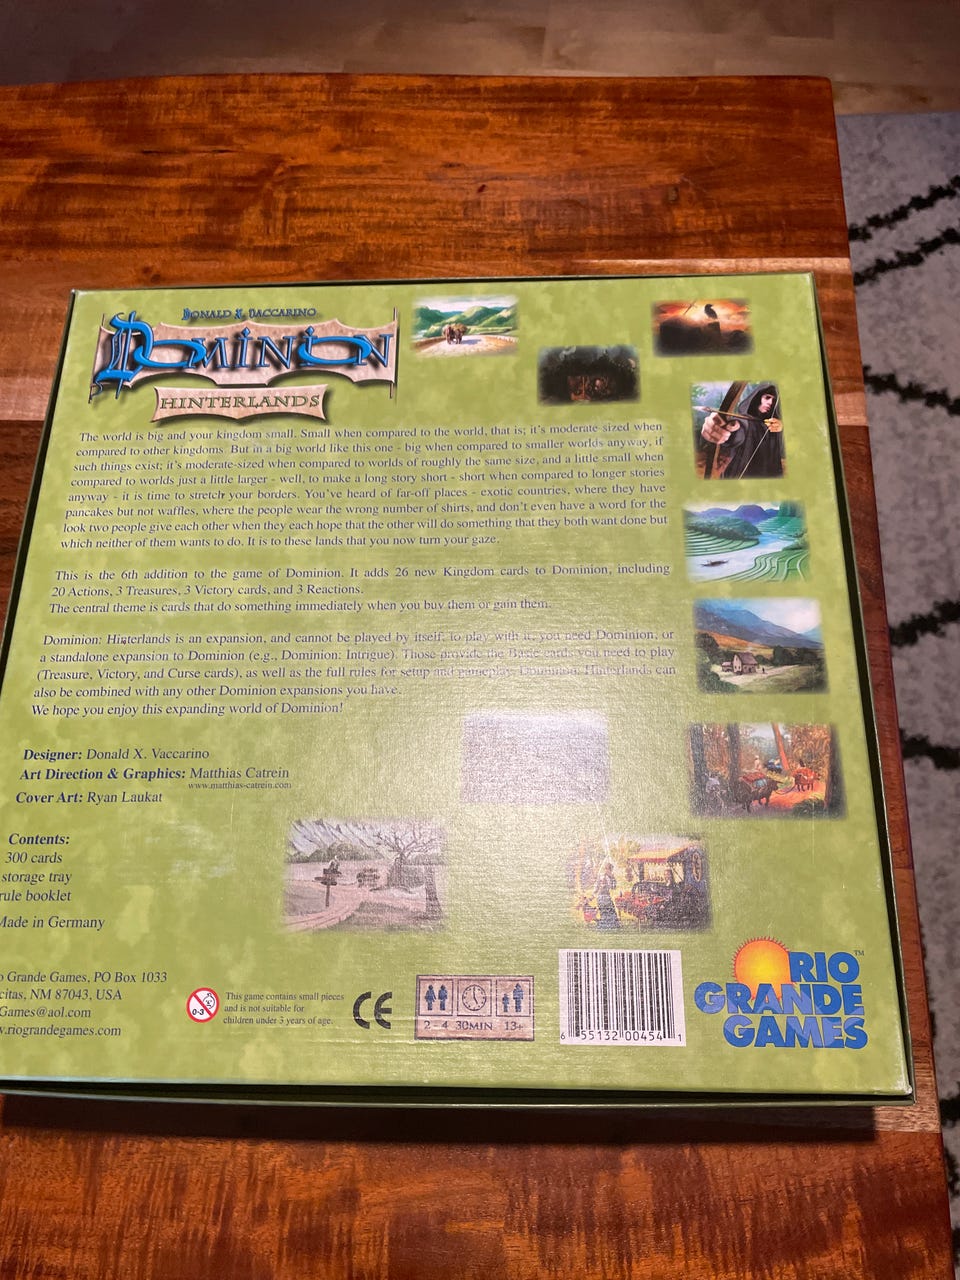 DONALD X. VACCARINO
DOMINION
HINTERLANDS
The world is big and your kingdom small. Small when compared to the world, that is; it's moderate-sized when
compared to other kingdoms. But in a big world like this one - big when compared to smaller worlds anyway, if
such things exist; it's moderate-sized when compared to worlds of roughly the same size, and a little small when
compared to worlds just a little larger - well, to make a long story short - short when compared to longer stories
anyway - it is time to stretch your borders. You've heard of far-off places - exotic countries, where they have
pancakes but not waffles, where the people wear the wrong number of shirts, and don't even have a word for the
look two people give each other when they each hope that the other will do something that they both want done but
which neither of them wants to do. It is to these lands that you now turn your gaze.
This is the 6th addition to the game of Dominion. It adds 26 new Kingdom cards to Dominion, including
20 Actions, 3 Treasures, 3 Victory cards, and 3 Reactions.
The central theme is cards that do something immediately when you buy them or gain them.
Dominion: Hinterlands is an expansion, and cannot be played by itself; to play with it, you need Dominion, or
a standalone expansion to Dominion (e.g., Dominion: Intrigue). Those provide the Basic cards you need to play
(Treasure, Victory, and Curse cards), as well as the full rules for setup and gameplay. Dominion: Hinterlands can
also be combined with any other Dominion expansions you have.
We hope you enjoy this expanding world of Dominion!
Designer: Donald X. Vaccarino
Art Direction & Graphics: Matthias Catrein
www.matthias-catrein.com
Cover Art: Ryan Laukat
Contents:
300 cards
storage tray
rule booklet
Made in Germany
o Grande Games, PO Box 1033
citas, NM 87043, USA
Games@aol.com
.riograndegames.com
0-3
This game contains small pieces
and is not suitable for
children under 3 years of age.
CE
2 - 4 30MIN 13+
6 55132 00454 1
RIO
GRANDE
GAMES
TM